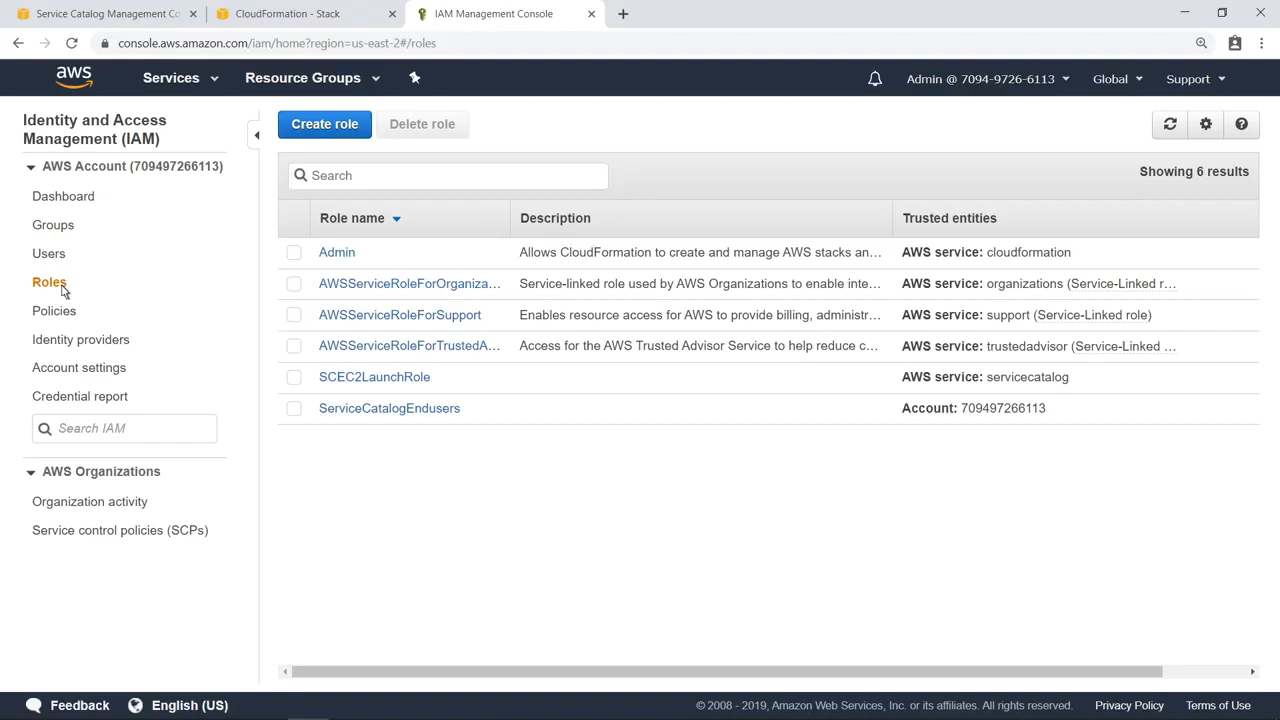 Service Catalog Management Co
CloudFormation - Stack
IAM Management Console
console.aws.amazon.com/iam/home?region=us-east-2#/roles
aws
Services
Resource Groups
Admin @ 7094-9726-6113
Global
Support
Identity and Access
Management (IAM)
AWS Account (709497266113)
Dashboard
Groups
Users
Roles
Policies
Identity providers
Account settings
Credential report
Search IAM
AWS Organizations
Organization activity
Service control policies (SCPs)
Create role
Delete role
Search
Showing 6 results
Role name Description Trusted entities
Admin Allows CloudFormation to create and manage AWS stacks an... AWS service: cloudformation
AWSServiceRoleForOrganiza... Service-linked role used by AWS Organizations to enable inte... AWS service: organizations (Service-Linked r...
AWSServiceRoleForSupport Enables resource access for AWS to provide billing, administr... AWS service: support (Service-Linked role)
AWSServiceRoleForTrustedA... Access for the AWS Trusted Advisor Service to help reduce c... AWS service: trustedadvisor (Service-Linked ...
SCEC2LaunchRole AWS service: servicecatalog
ServiceCatalogEndusers Account: 709497266113
Feedback
English (US)
© 2008 - 2019, Amazon Web Services, Inc. or its affiliates. All rights reserved.
Privacy Policy
Terms of Use